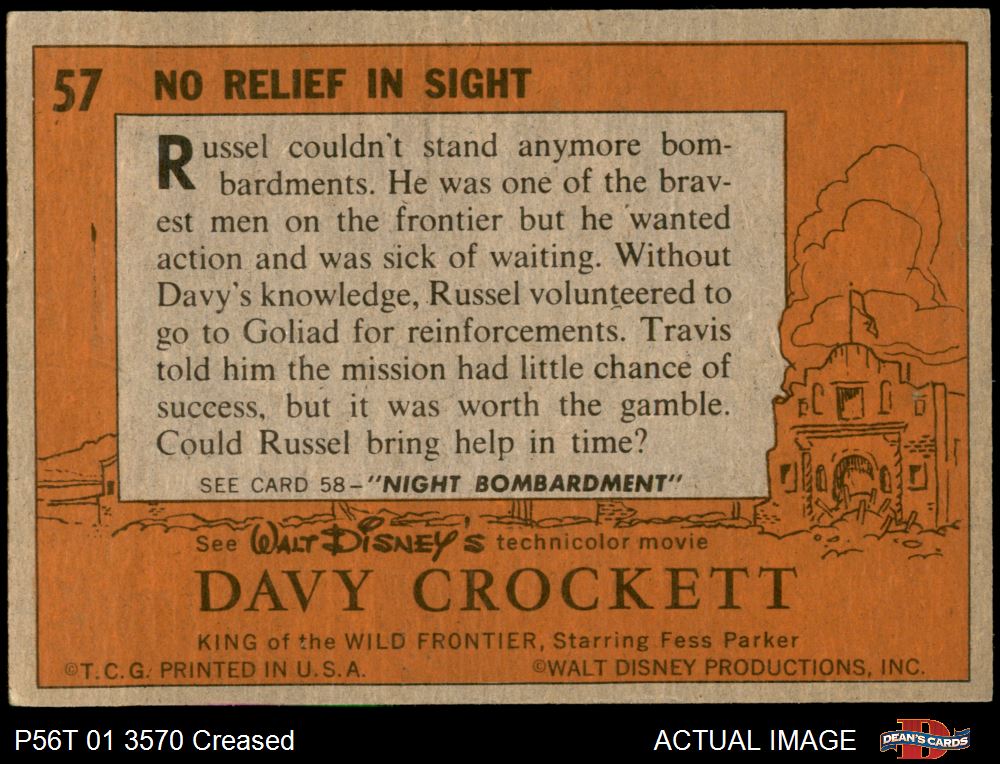 57 NO RELIEF IN SIGHT
Russel couldn't stand anymore bom-
bardments. He was one of the brav-
est men on the frontier but he wanted
action and was sick of waiting. Without
Davy's knowledge, Russel volunteered to
go to Goliad for reinforcements. Travis
told him the mission had little chance of
success, but it was worth the gamble.
Could Russel bring help in time?
SEE CARD 58–"NIGHT BOMBARDMENT"
See WALT DISNEY'S technicolor movie
DAVY CROCKETT
KING of the WILD FRONTIER, Starring Fess Parker
©T.C.G. PRINTED IN U.S.A. ©WALT DISNEY PRODUCTIONS, INC.
P56T 01 3570 Creased ACTUAL IMAGE DEAN'S CARDS